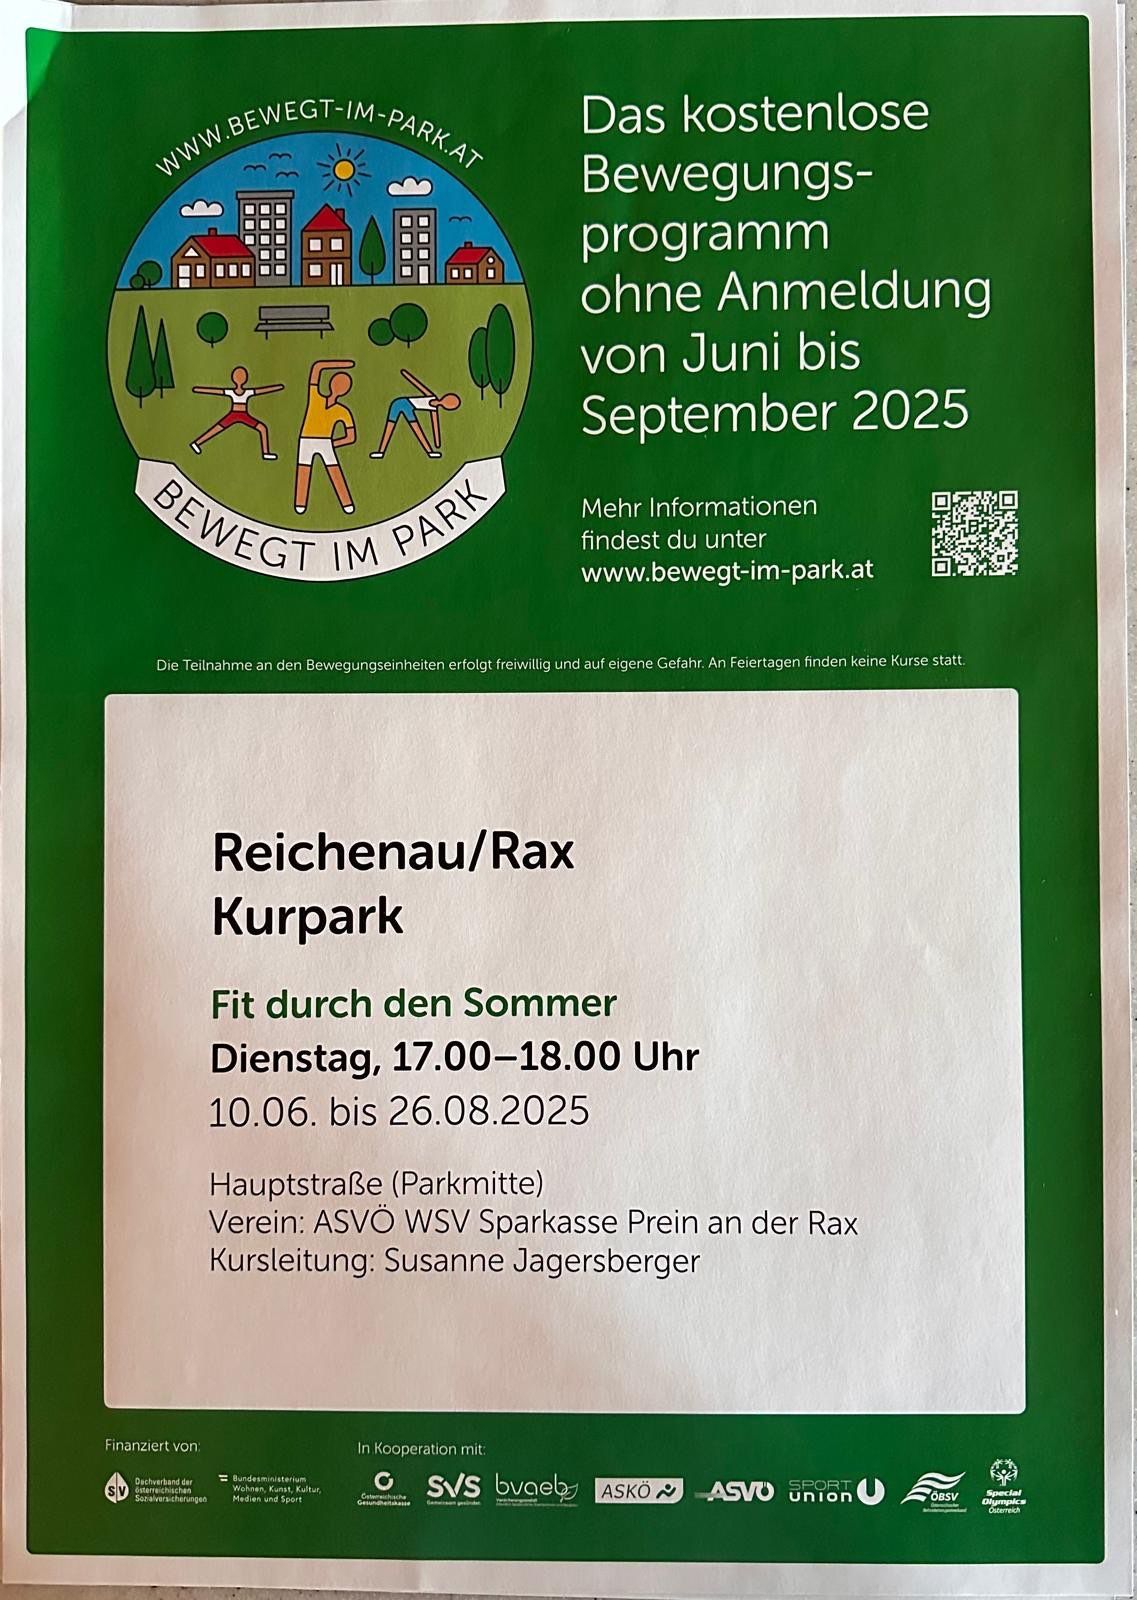 WWW.BEWEGT-IM-PARK.AT
BEWEGT IM PARK
Das kostenlose
Bewegungs-
programm
ohne Anmeldung
von Juni bis
September 2025
Mehr Informationen
findest du unter
www.bewegt-im-park.at
Die Teilnahme an den Bewegungseinheiten erfolgt freiwillig und auf eigene Gefahr. An Feiertagen finden keine Kurse statt.
Reichenau/Rax
Kurpark
Fit durch den Sommer
Dienstag, 17.00–18.00 Uhr
10.06. bis 26.08.2025
Hauptstraße (Parkmitte)
Verein: ASVÖ WSV Sparkasse Prein an der Rax
Kursleitung: Susanne Jagersberger
Finanziert von:
SV
Dachverband der
österreichischen
Sozialversicherungen
Bundesministerium
Wohnen, Kunst, Kultur,
Medien und Sport
In Kooperation mit:
Österreichische
Gesundheitskasse
SVS
Gemeinsam gesünder.
bvaeb
ASKÖ
ASVÖ
SPORT
UNION
ÖBSV
Special
Olympics
Österreich